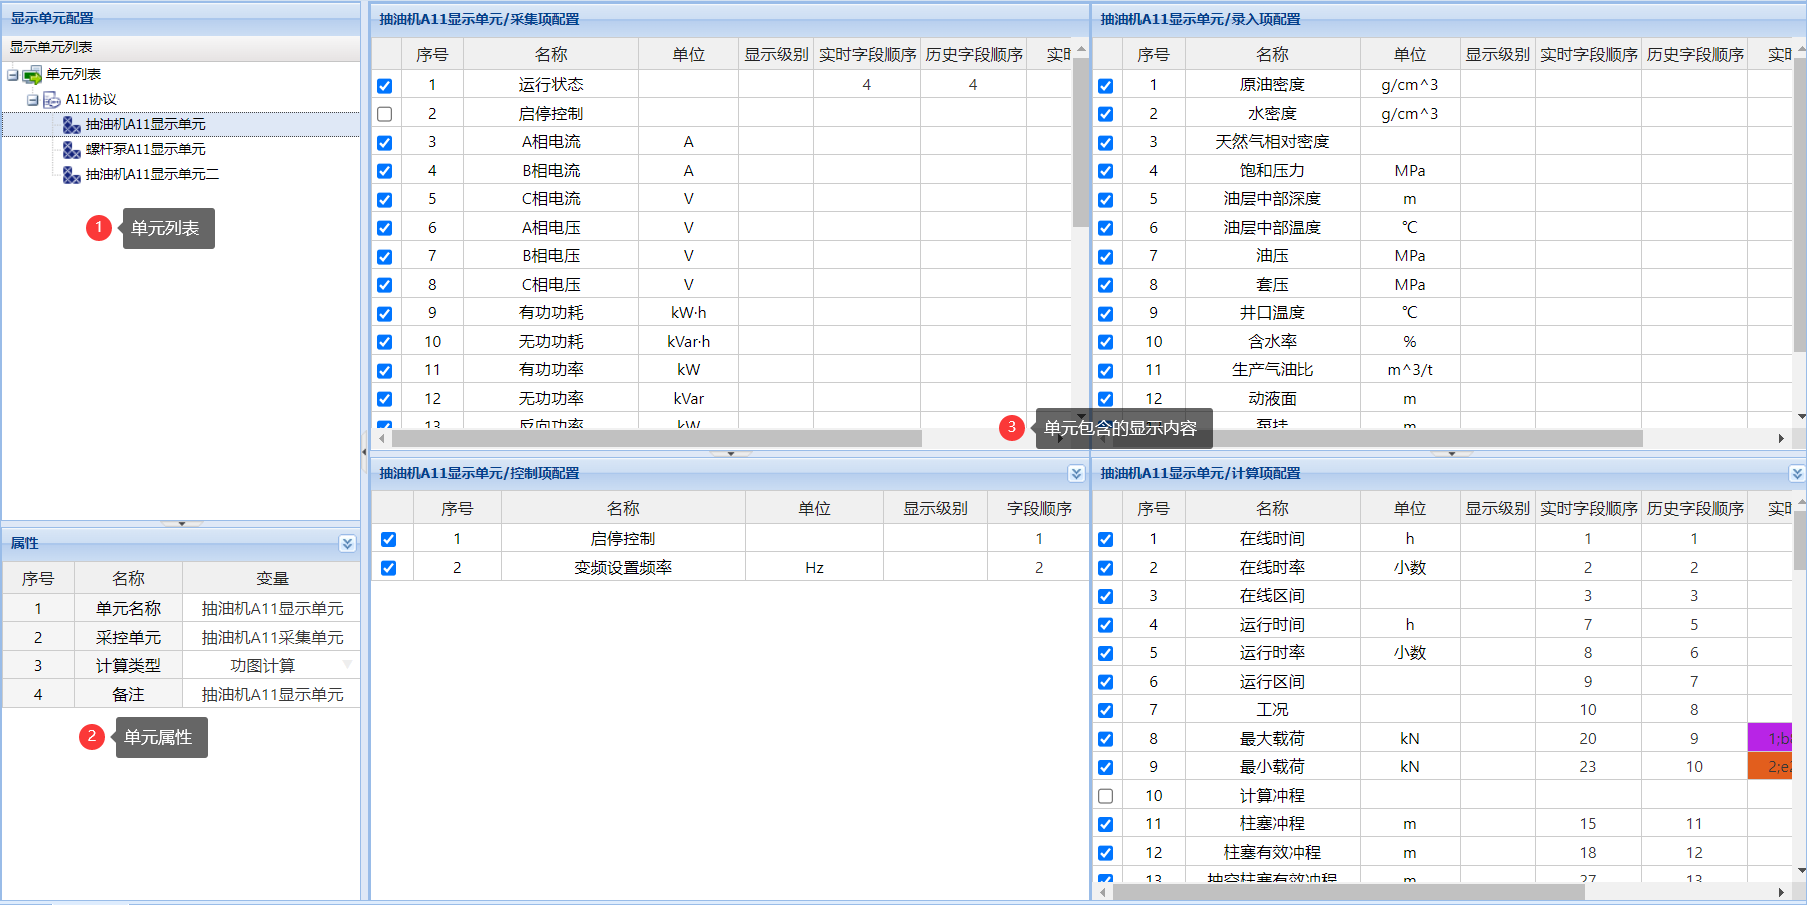 显示单元配置
显示单元列表
单元列表
A11协议
抽油机A11显示单元
螺杆泵A11显示单元
抽油机A11显示单元二
1 单元列表
属性
序号 名称 变量
1 单元名称 抽油机A11显示单元
2 采控单元 抽油机A11采集单元
3 计算类型 功图计算
4 备注 抽油机A11显示单元
2 单元属性
抽油机A11显示单元/采集项配置
序号 名称 单位 显示级别 实时字段顺序 历史字段顺序 实时
1 运行状态 4 4
2 启停控制
3 A相电流 A
4 B相电流 A
5 C相电流 V
6 A相电压 V
7 B相电压 V
8 C相电压 V
9 有功功耗 kW·h
10 无功功耗 kVar·h
11 有功功率 kW
12 无功功率 kVar
13 反向功率 kW
3 单元包含的显示内容
抽油机A11显示单元/录入项配置
序号 名称 单位 显示级别 实时字段顺序 历史字段顺序 实时
1 原油密度 g/cm^3
2 水密度 g/cm^3
3 天然气相对密度
4 饱和压力 MPa
5 油层中部深度 m
6 油层中部温度 ℃
7 油压 MPa
8 套压 MPa
9 井口温度 ℃
10 含水率 %
11 生产气油比 m^3/t
12 动液面 m
泵挂 m
抽油机A11显示单元/控制项配置
序号 名称 单位 显示级别 字段顺序
1 启停控制 1
2 变频设置频率 Hz 2
抽油机A11显示单元/计算项配置
序号 名称 单位 显示级别 实时字段顺序 历史字段顺序 实时
1 在线时间 h 1 1
2 在线时率 小数 2 2
3 在线区间 3 3
4 运行时间 h 7 5
5 运行时率 小数 8 6
6 运行区间 9 7
7 工况 10 8
8 最大载荷 kN 20 9 1;b
9 最小载荷 kN 23 10 2;e
10 计算冲程
11 柱塞冲程 m 15 11
12 柱塞有效冲程 m 18 12
13 抽空柱塞有效冲程 m 27 13